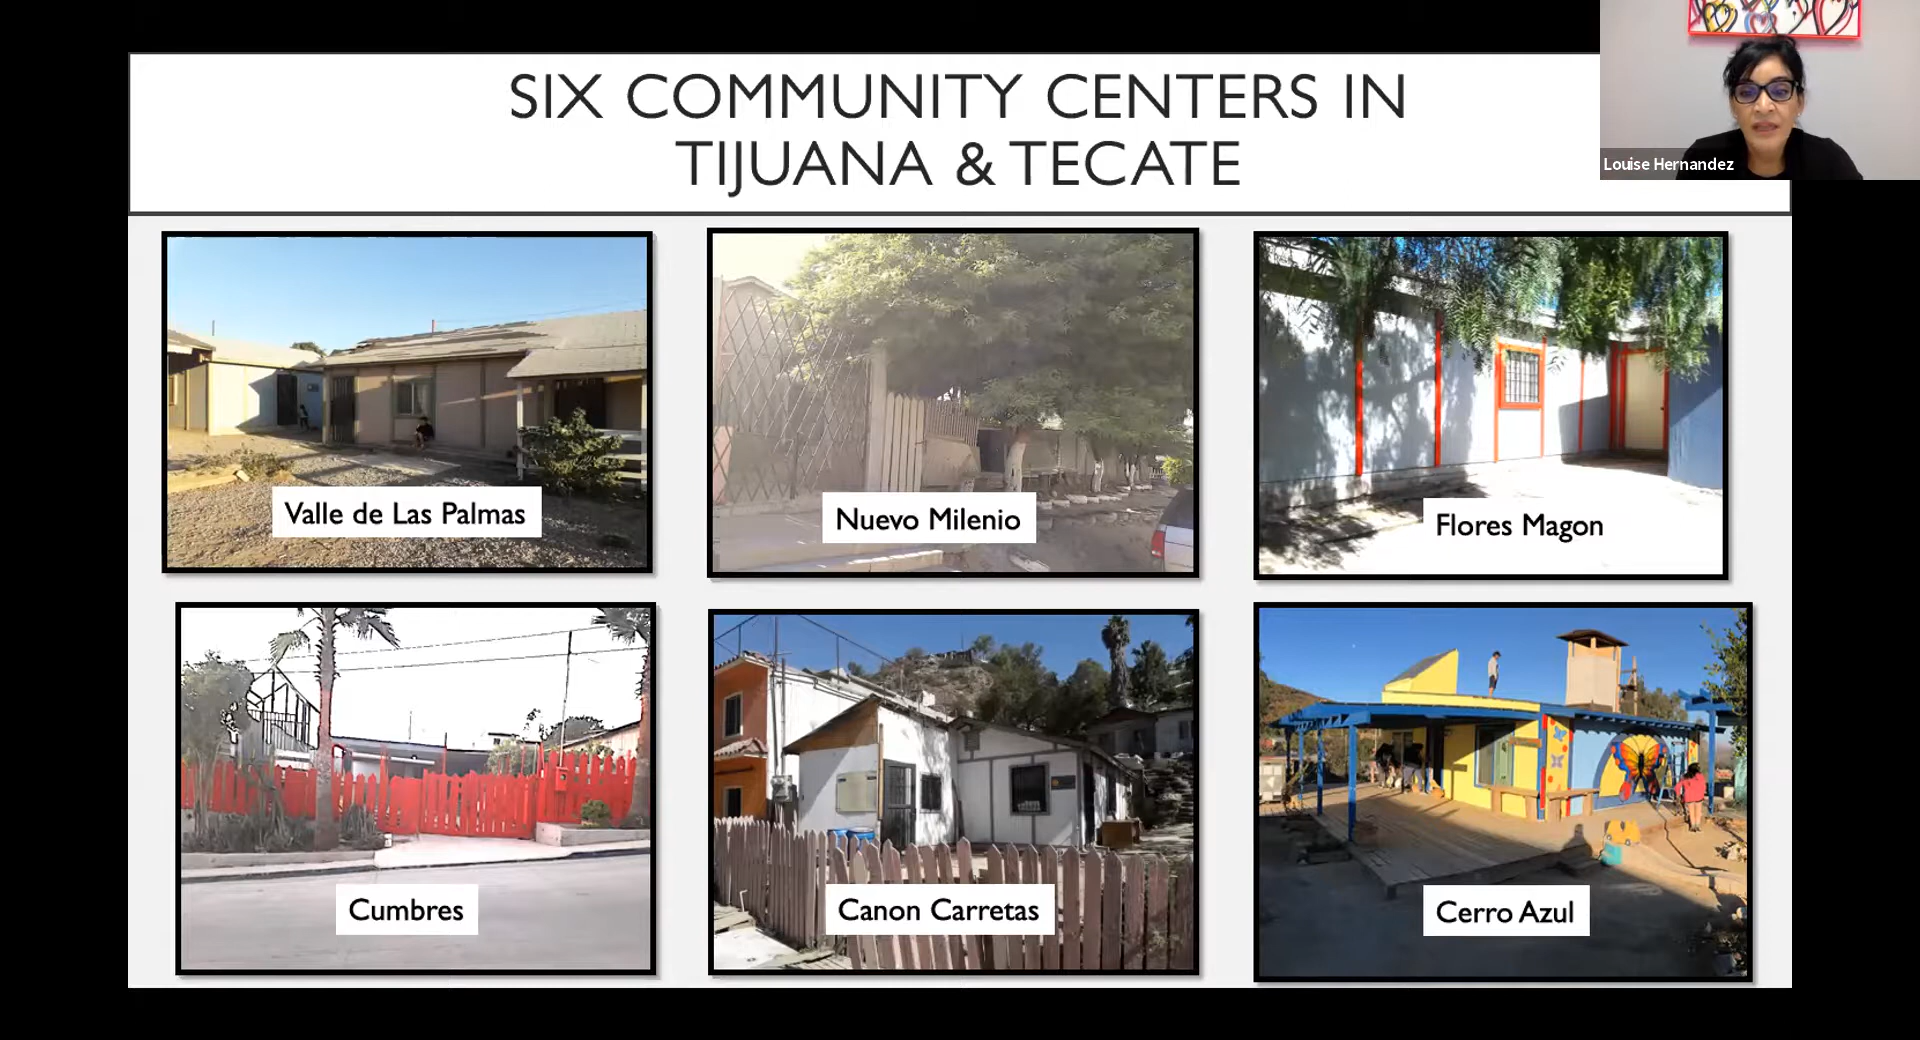 SIX COMMUNITY CENTERS IN
TIJUANA & TECATE
Louise Hernandez
Valle de Las Palmas
Nuevo Milenio
Flores Magon
Cumbres
Canon Carretas
Cerro Azul